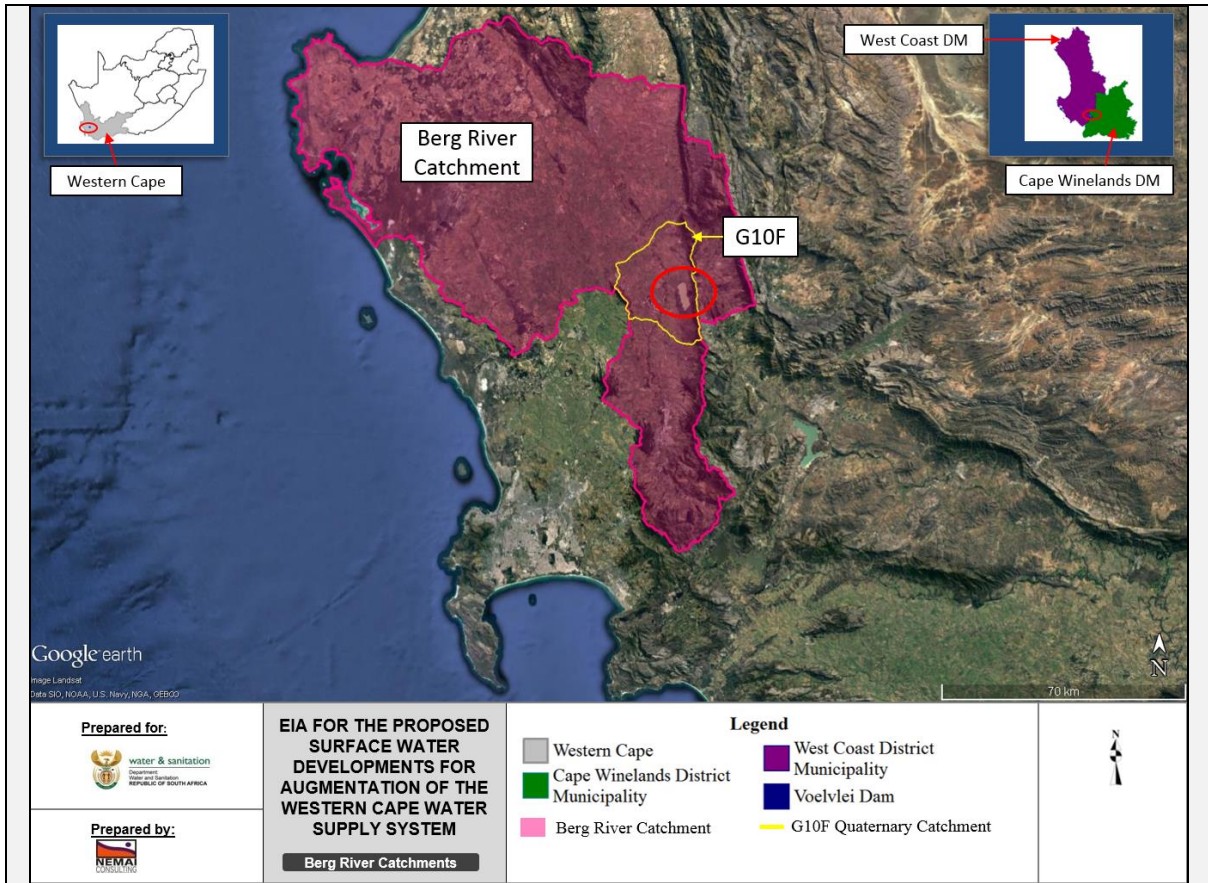 West Coast DM
Western Cape
Cape Winelands DM
Berg River
Catchment
G10F
Google earth
Image Landsat
Data SIO, NOAA, U.S. Navy, NGA, GEBCO
N
70 km
Prepared for:
water & sanitation
Department:
Water and Sanitation
REPUBLIC OF SOUTH AFRICA
Prepared by:
NEMAI
CONSULTING
EIA FOR THE PROPOSED
SURFACE WATER
DEVELOPMENTS FOR
AUGMENTATION OF THE
WESTERN CAPE WATER
SUPPLY SYSTEM
Berg River Catchments
Legend
Western Cape
Cape Winelands District
Municipality
Berg River Catchment
West Coast District
Municipality
Voelvlei Dam
G10F Quaternary Catchment
N